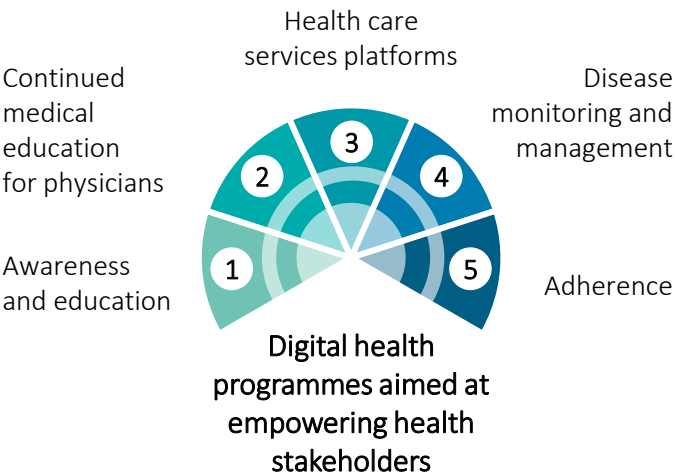 Health care
services platforms
Continued
medical
education
for physicians
Disease
monitoring and
management
3
2
4
1
5
Awareness
and education
Adherence
Digital health
programmes aimed at
empowering health
stakeholders